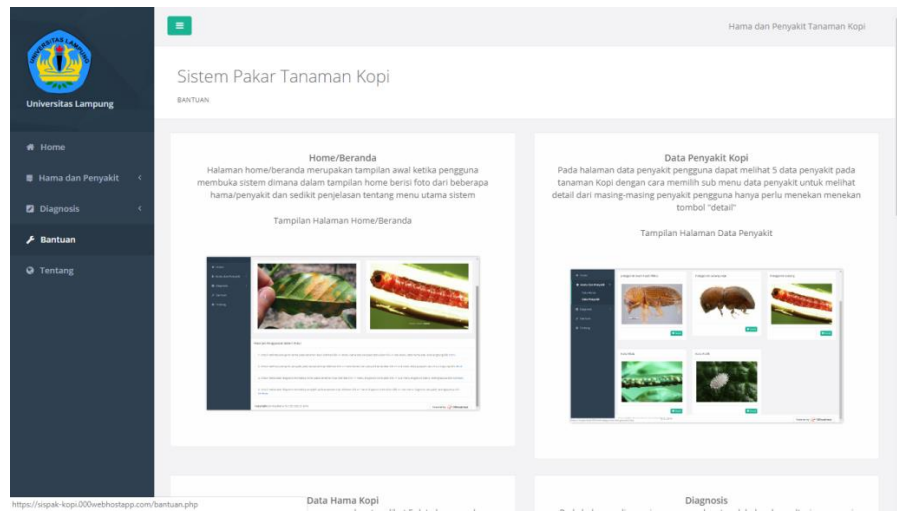 UNIVERSITAS LAMPUNG
Universitas Lampung
Home
Hama dan Penyakit
Diagnosis
Bantuan
Tentang
Hama dan Penyakit Tanaman Kopi
Sistem Pakar Tanaman Kopi
BANTUAN
Home/Beranda
Halaman home/beranda merupakan tampilan awal ketika pengguna
membuka sistem dimana dalam tampilan home berisi foto dari beberapa
hama/penyakit dan sedikit penjelasan tentang menu utama sistem
Tampilan Halaman Home/Beranda
Data Penyakit Kopi
Pada halaman data penyakit pengguna dapat melihat 5 data penyakit pada
tanaman Kopi dengan cara memilih sub menu data penyakit untuk melihat
detail dari masing-masing penyakit pengguna hanya perlu menekan menekan
tombol "detail"
Tampilan Halaman Data Penyakit
Data Hama Kopi
Diagnosis
https://sispak-kopi.000webhostapp.com/bantuan.php